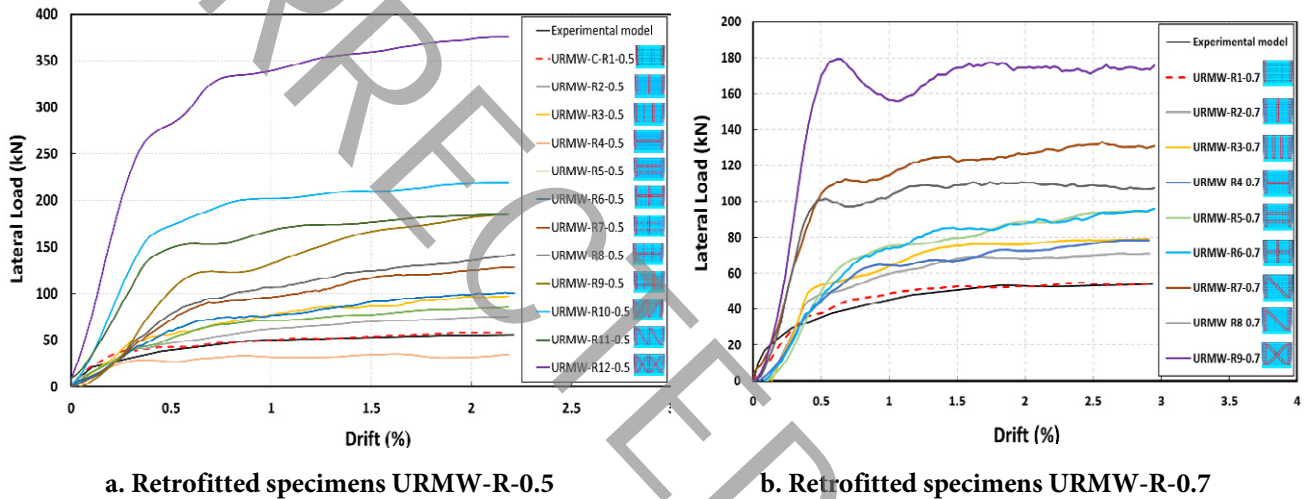 400
350
300
250
200
150
100
50
0
Lateral Load (kN)
0 0.5 1 1.5 2 2.5
Drift (%)
Experimental model
URMW-C-R1-0.5
URMW-R2-0.5
URMW-R3-0.5
URMW-R4-0.5
URMW-R5-0.5
URMW-R6-0.5
URMW-R7-0.5
URMW-R8-0.5
URMW-R9-0.5
URMW-R10-0.5
URMW-R11-0.5
URMW-R12-0.5
a. Retrofitted specimens URMW-R-0.5
200
180
160
140
120
100
80
60
40
20
0
Lateral Load (kN)
0 0.5 1 1.5 2 2.5 3 3.5 4
Drift (%)
Experimental model
URMW-R1-0.7
URMW-R2-0.7
URMW-R3-0.7
URMW R4 0.7
URMW-R5-0.7
URMW-R6-0.7
URMW-R7-0.7
URMW R8 0.7
URMW-R9-0.7
b. Retrofitted specimens URMW-R-0.7